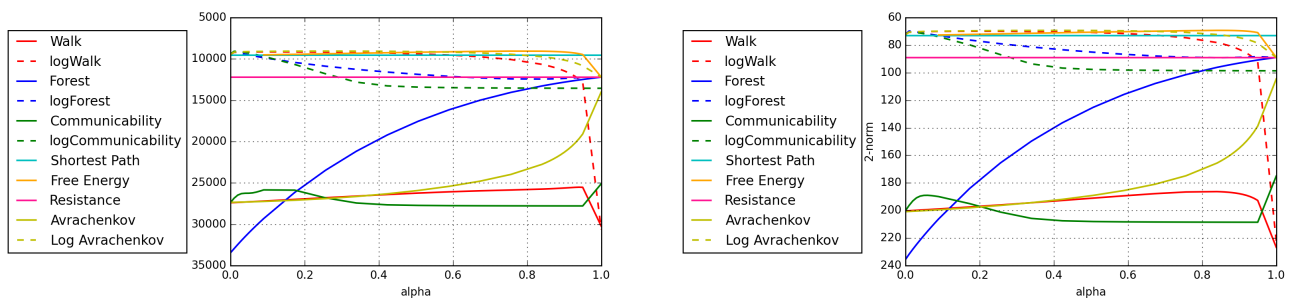 Walk
logWalk
Forest
logForest
Communicability
logCommunicability
Shortest Path
Free Energy
Resistance
Avrachenkov
Log Avrachenkov
5000
10000
15000
20000
25000
30000
35000
0.0 0.2 0.4 0.6 0.8 1.0
alpha
Walk
logWalk
Forest
logForest
Communicability
logCommunicability
Shortest Path
Free Energy
Resistance
Avrachenkov
Log Avrachenkov
2-norm
60
80
100
120
140
160
180
200
220
240
0.0 0.2 0.4 0.6 0.8 1.0
alpha